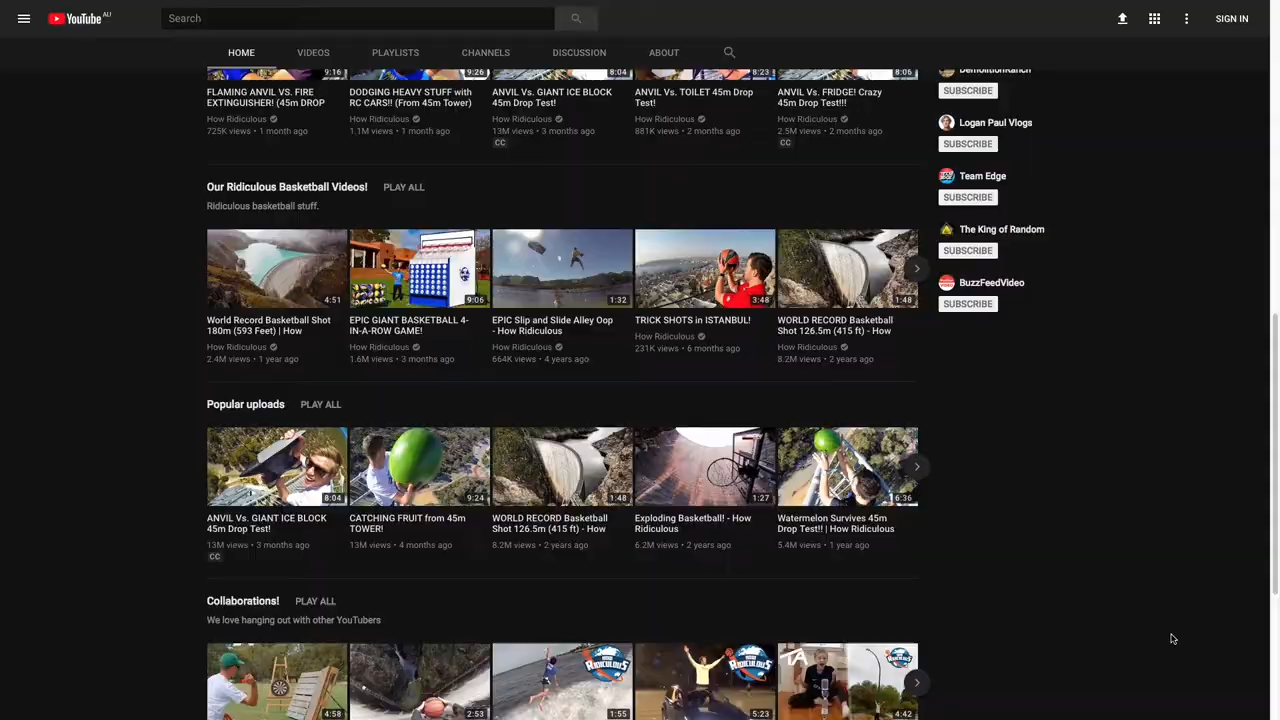 YouTube AU
Search
SIGN IN
HOME VIDEOS PLAYLISTS CHANNELS DISCUSSION ABOUT
9:16 9:26 8:04 8:23 8:06
FLAMING ANVIL VS. FIRE
EXTINGUISHER! (45m DROP
How Ridiculous
725K views • 1 month ago
DODGING HEAVY STUFF with
RC CARS!! (From 45m Tower)
How Ridiculous
1.1M views • 1 month ago
ANVIL Vs. GIANT ICE BLOCK
45m Drop Test!
How Ridiculous
13M views • 3 months ago
CC
ANVIL Vs. TOILET 45m Drop
Test!
How Ridiculous
881K views • 2 months ago
ANVIL Vs. FRIDGE! Crazy
45m Drop Test!!!
How Ridiculous
2.5M views • 2 months ago
CC
DemolitionRanch
SUBSCRIBE
Logan Paul Vlogs
SUBSCRIBE
Team Edge
SUBSCRIBE
The King of Random
SUBSCRIBE
BuzzFeedVideo
SUBSCRIBE
Our Ridiculous Basketball Videos! PLAY ALL
Ridiculous basketball stuff.
4:51 9:06 1:32 3:48 1:48
World Record Basketball Shot
180m (593 Feet) | How
How Ridiculous
2.4M views • 1 year ago
EPIC GIANT BASKETBALL 4-
IN-A-ROW GAME!
How Ridiculous
1.6M views • 3 months ago
EPIC Slip and Slide Alley Oop
- How Ridiculous
How Ridiculous
664K views • 4 years ago
TRICK SHOTS in ISTANBUL!
How Ridiculous
231K views • 6 months ago
WORLD RECORD Basketball
Shot 126.5m (415 ft) - How
How Ridiculous
8.2M views • 2 years ago
Popular uploads PLAY ALL
8:04 9:24 1:48 1:27 6:36
ANVIL Vs. GIANT ICE BLOCK
45m Drop Test!
13M views • 3 months ago
CC
CATCHING FRUIT from 45m
TOWER!
13M views • 4 months ago
WORLD RECORD Basketball
Shot 126.5m (415 ft) - How
8.2M views • 2 years ago
Exploding Basketball! - How
Ridiculous
6.2M views • 2 years ago
Watermelon Survives 45m
Drop Test!! | How Ridiculous
5.4M views • 1 year ago
Collaborations! PLAY ALL
We love hanging out with other YouTubers
RIDICULOUS
RIDICULOUS
TA
RIDICULOUS
4:58 2:53 1:55 5:23 4:42